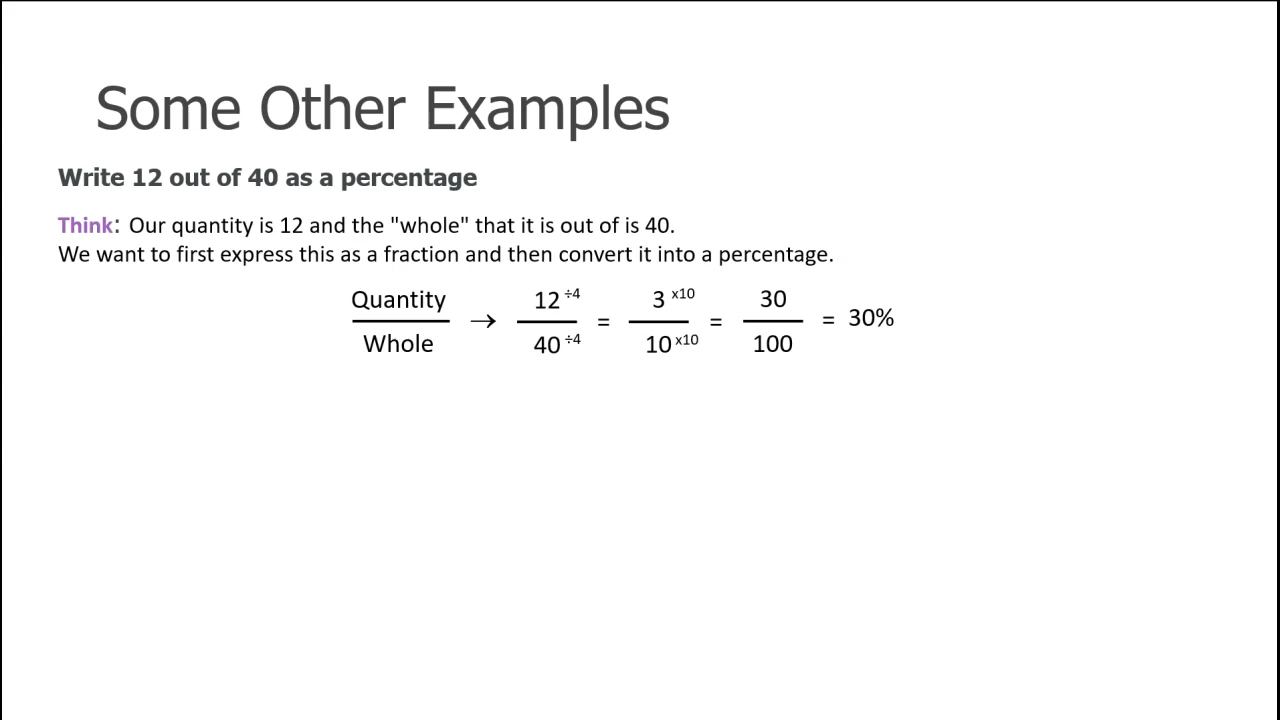 Some Other Examples
Write 12 out of 40 as a percentage
Think: Our quantity is 12 and the "whole" that it is out of is 40.
We want to first express this as a fraction and then convert it into a percentage.
Quantity 12 ÷4 3 x10 30
→ = = = 30%
Whole 40 ÷4 10 x10 100